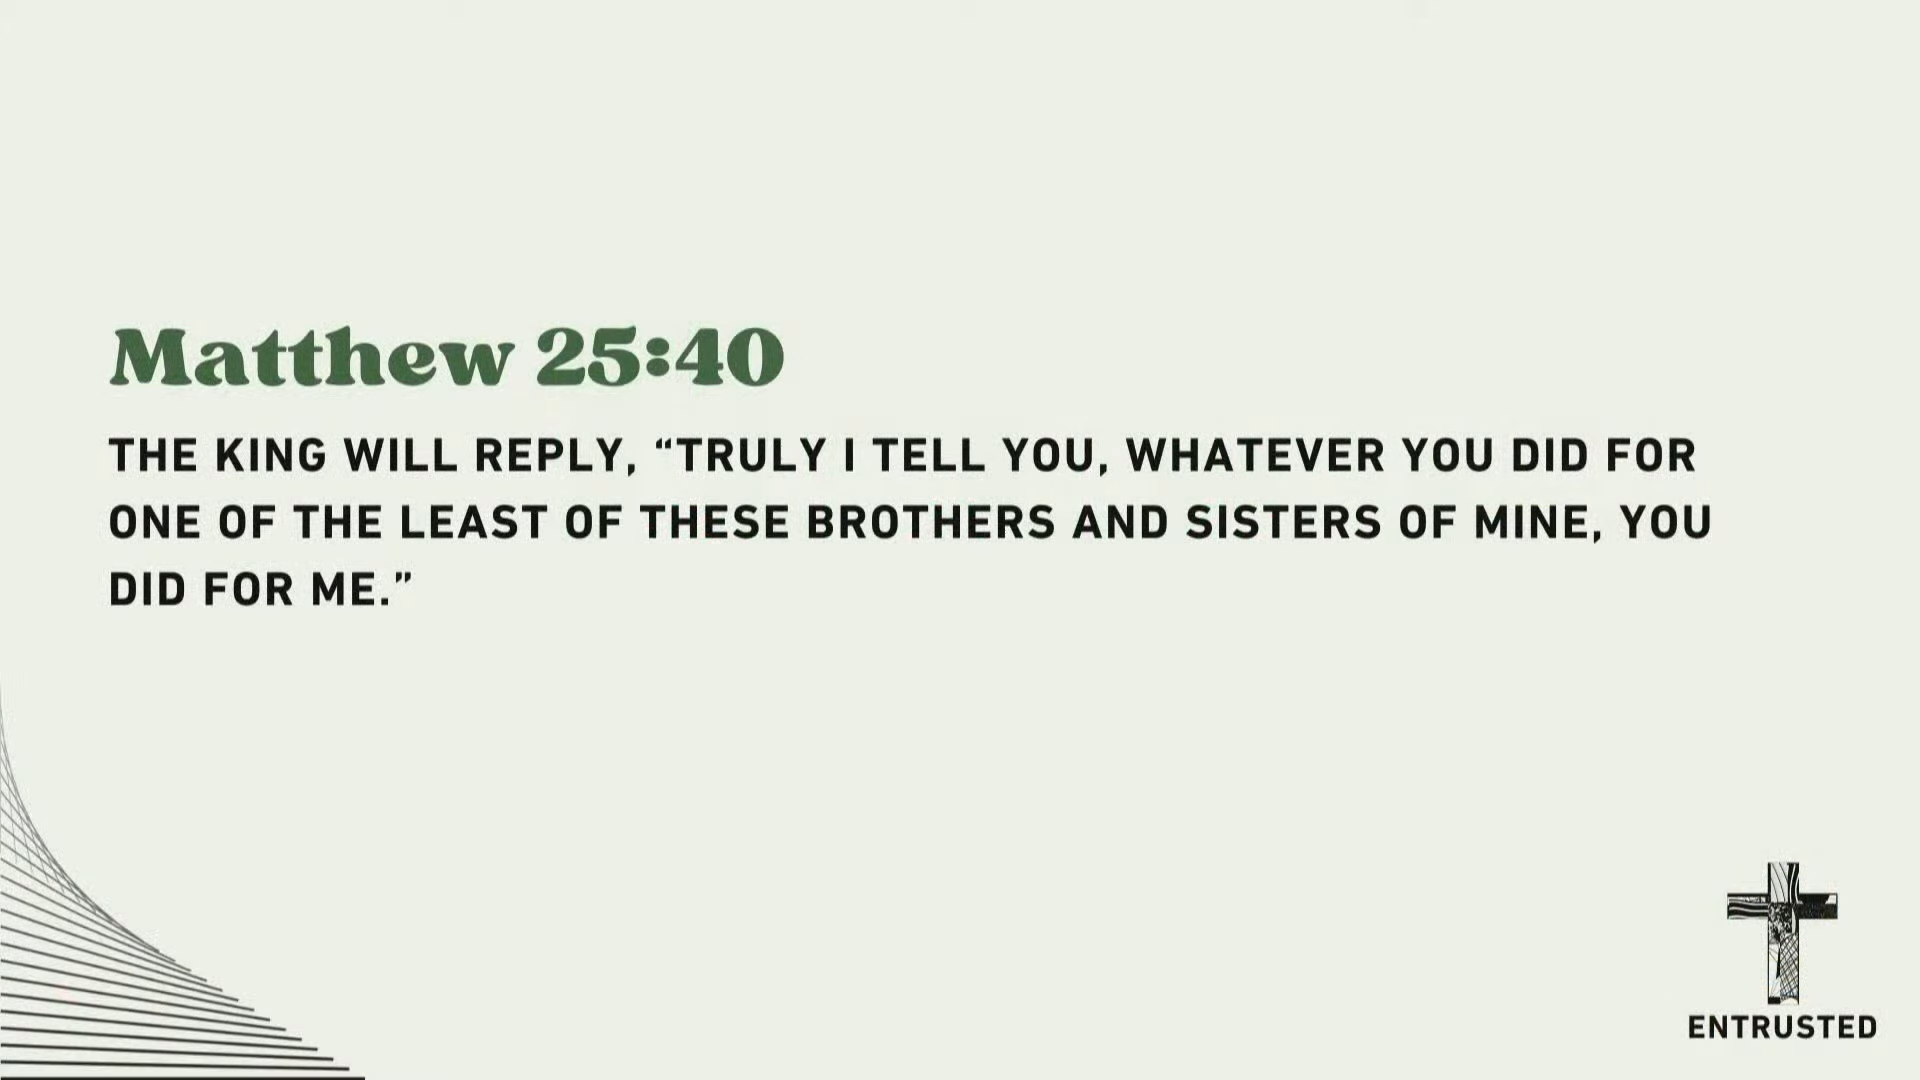 Matthew 25:40
THE KING WILL REPLY, “TRULY I TELL YOU, WHATEVER YOU DID FOR
ONE OF THE LEAST OF THESE BROTHERS AND SISTERS OF MINE, YOU
DID FOR ME.”
ENTRUSTED